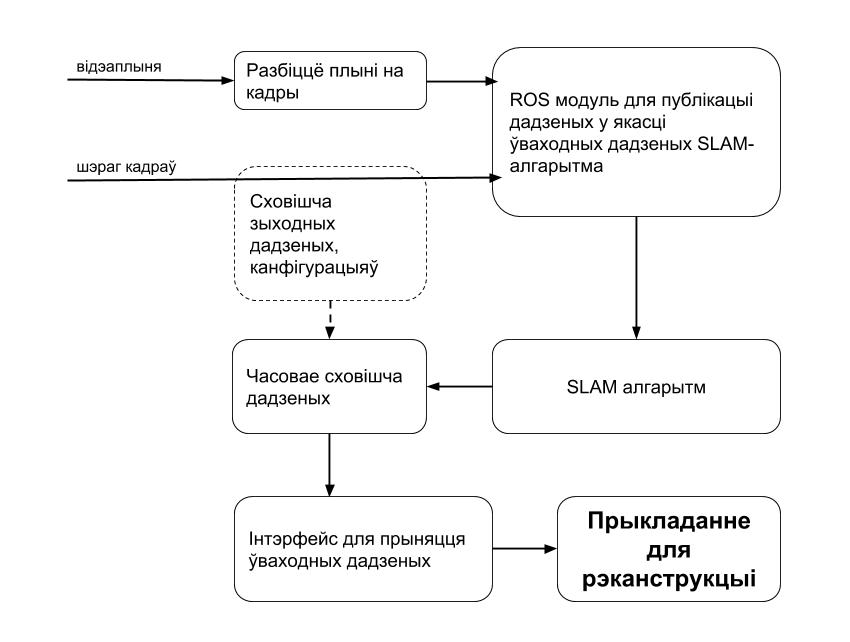 відэаплыня
Разбіццё плыні на
кадры
ROS модуль для публікацыі
дадзеных у якасці
ўваходных дадзеных SLAM-
алгарытма
шэраг кадраў
Сховішча
зыходных
дадзеных,
канфігурацыяў
Часовае сховішча
дадзеных
SLAM алгарытм
Інтэрфейс для прыняцця
ўваходных дадзеных
Прыкладанне
для
рэканструкцыі